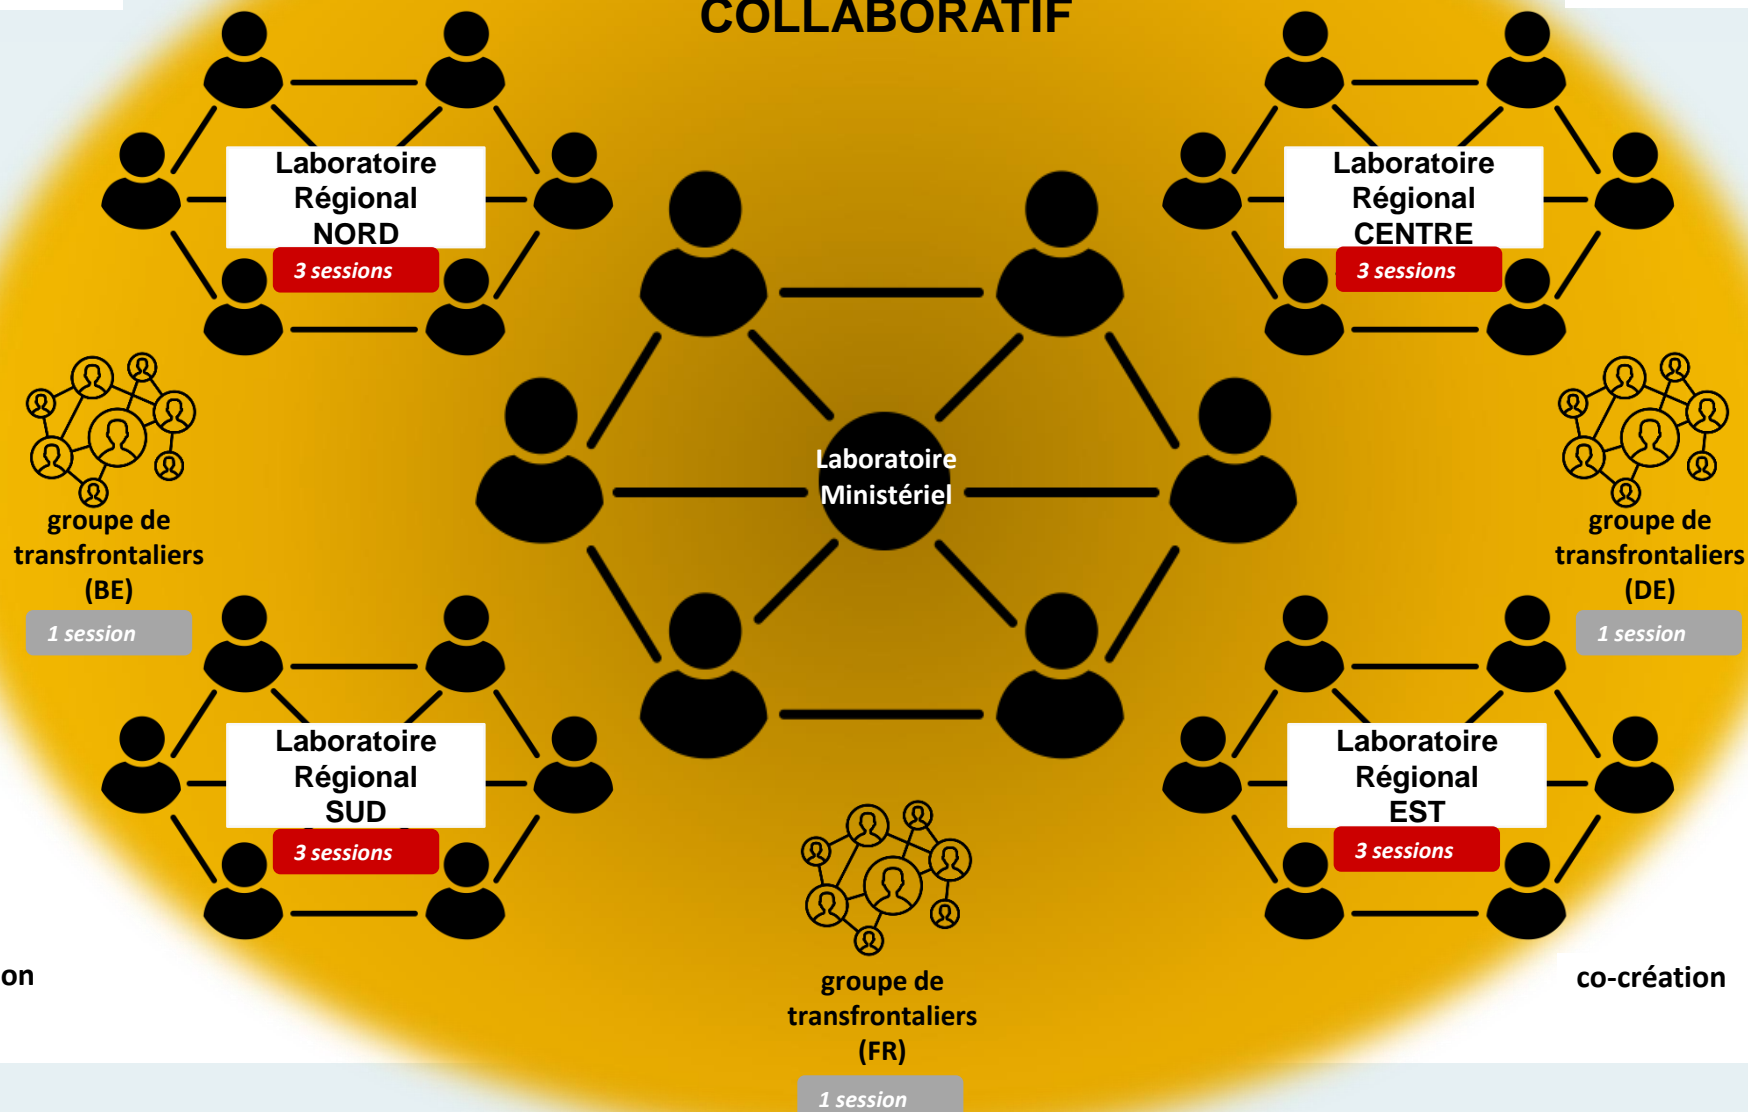 COLLABORATIF
Laboratoire
Régional
NORD
3 sessions
Laboratoire
Régional
CENTRE
3 sessions
Laboratoire
Ministériel
groupe de
transfrontaliers
(BE)
1 session
groupe de
transfrontaliers
(DE)
1 session
Laboratoire
Régional
SUD
3 sessions
Laboratoire
Régional
EST
3 sessions
on
co-création
groupe de
transfrontaliers
(FR)
1 session